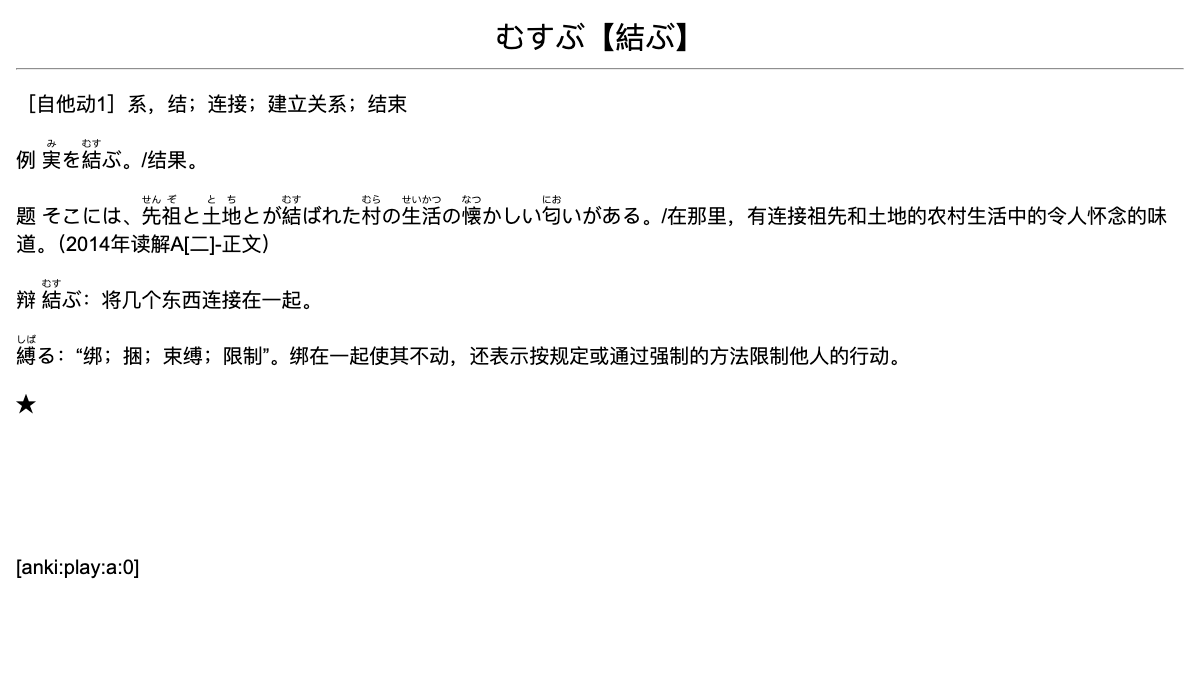 むすぶ【結ぶ】
［自他动1］系，结；连接；建立关系；结束
み むす
例 実を結ぶ。/结果。
せん ぞ と ち むす むら せいかつ なつ にお
题 そこには、先祖と土地とが結ばれた村の生活の懐かしい匂いがある。/在那里，有连接祖先和土地的农村生活中的令人怀念的味
道。（2014年读解A[二]-正文）
むす
辩 結ぶ：将几个东西连接在一起。
しば
縛る：“绑；捆；束缚；限制”。绑在一起使其不动，还表示按规定或通过强制的方法限制他人的行动。
★
[anki:play:a:0]